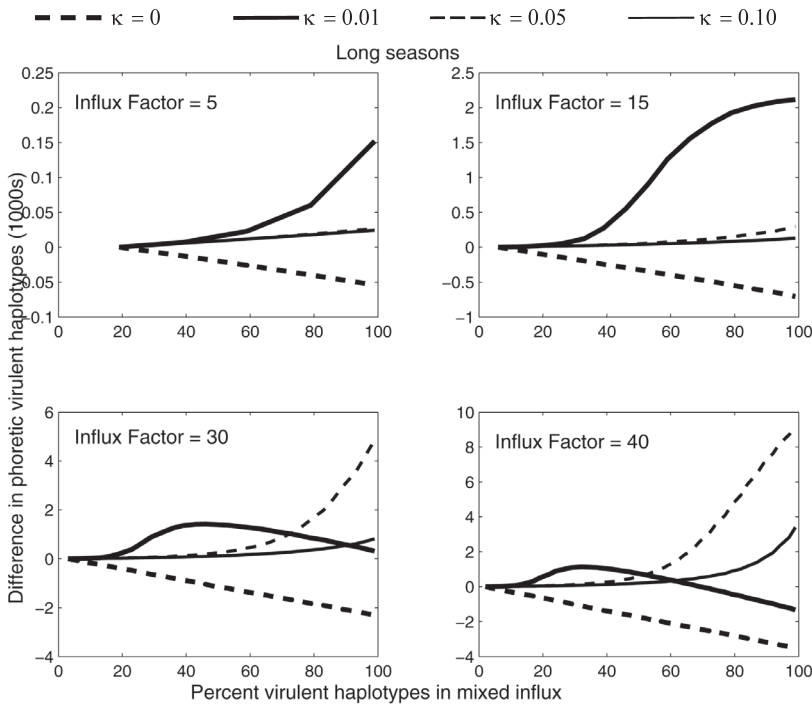 κ = 0 κ = 0.01 κ = 0.05 κ = 0.10
Long seasons
Difference in phoretic virulent haplotypes (1000s)
Influx Factor = 5
0.25
0.2
0.15
0.1
0.05
0
−0.05
−0.1
0 20 40 60 80 100
Influx Factor = 15
2.5
2
1.5
1
0.5
0
−0.5
−1
0 20 40 60 80 100
Influx Factor = 30
6
4
2
0
−2
−4
0 20 40 60 80 100
Influx Factor = 40
10
8
6
4
2
0
−2
−4
0 20 40 60 80 100
Percent virulent haplotypes in mixed influx